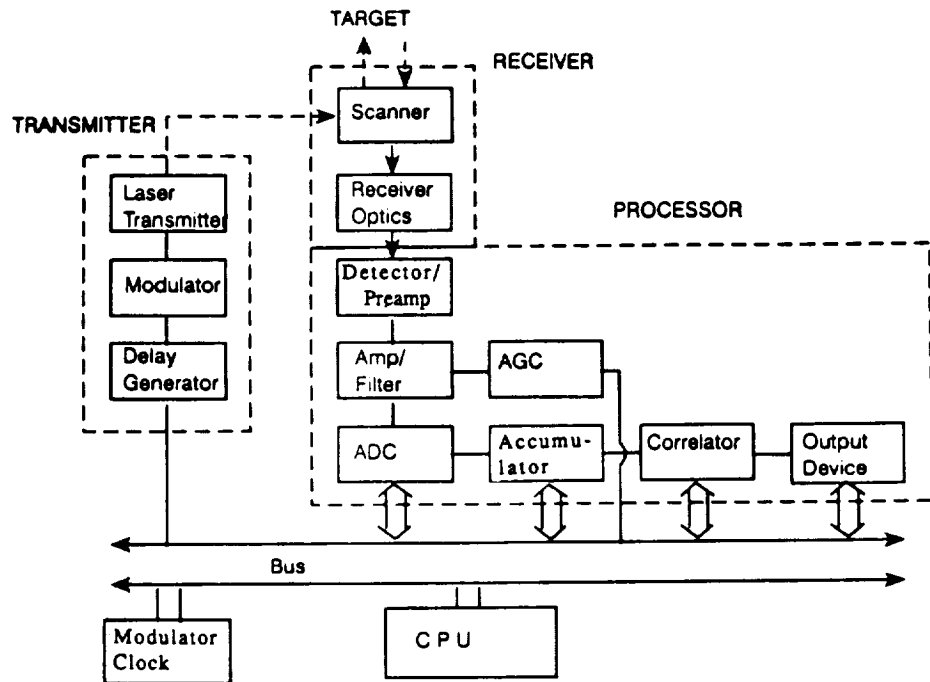 TARGET
RECEIVER
Scanner
TRANSMITTER
Laser
Transmitter
Receiver
Optics
PROCESSOR
Detector/
Preamp
Modulator
Delay
Generator
Amp/
Filter
AGC
ADC
Accumu-
lator
Correlator
Output
Device
Bus
Modulator
Clock
CPU